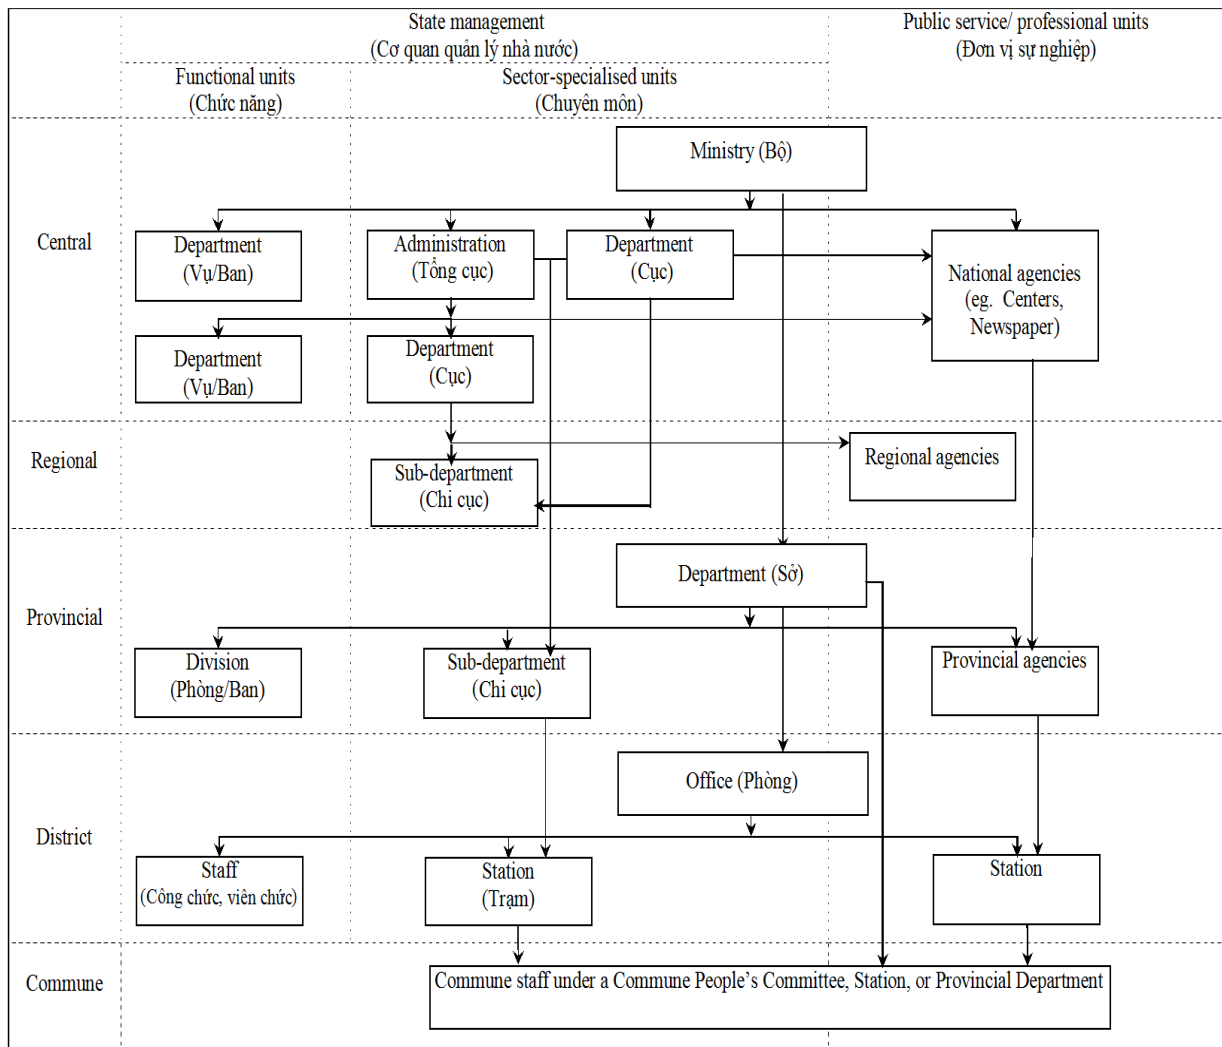 State management
(Cơ quan quản lý nhà nước)
Public service/ professional units
(Đơn vị sự nghiệp)
Functional units
(Chức năng)
Sector-specialised units
(Chuyên môn)
Central
Ministry (Bộ)
Department
(Vụ/Ban)
Administration
(Tổng cục)
Department
(Cục)
National agencies
(eg.  Centers,
Newspaper)
Department
(Vụ/Ban)
Department
(Cục)
Regional
Sub-department
(Chi cục)
Regional agencies
Provincial
Department (Sở)
Division
(Phòng/Ban)
Sub-department
(Chi cục)
Provincial agencies
District
Office (Phòng)
Staff
(Công chức, viên chức)
Station
(Trạm)
Station
Commune
Commune staff under a Commune People’s Committee, Station, or Provincial Department